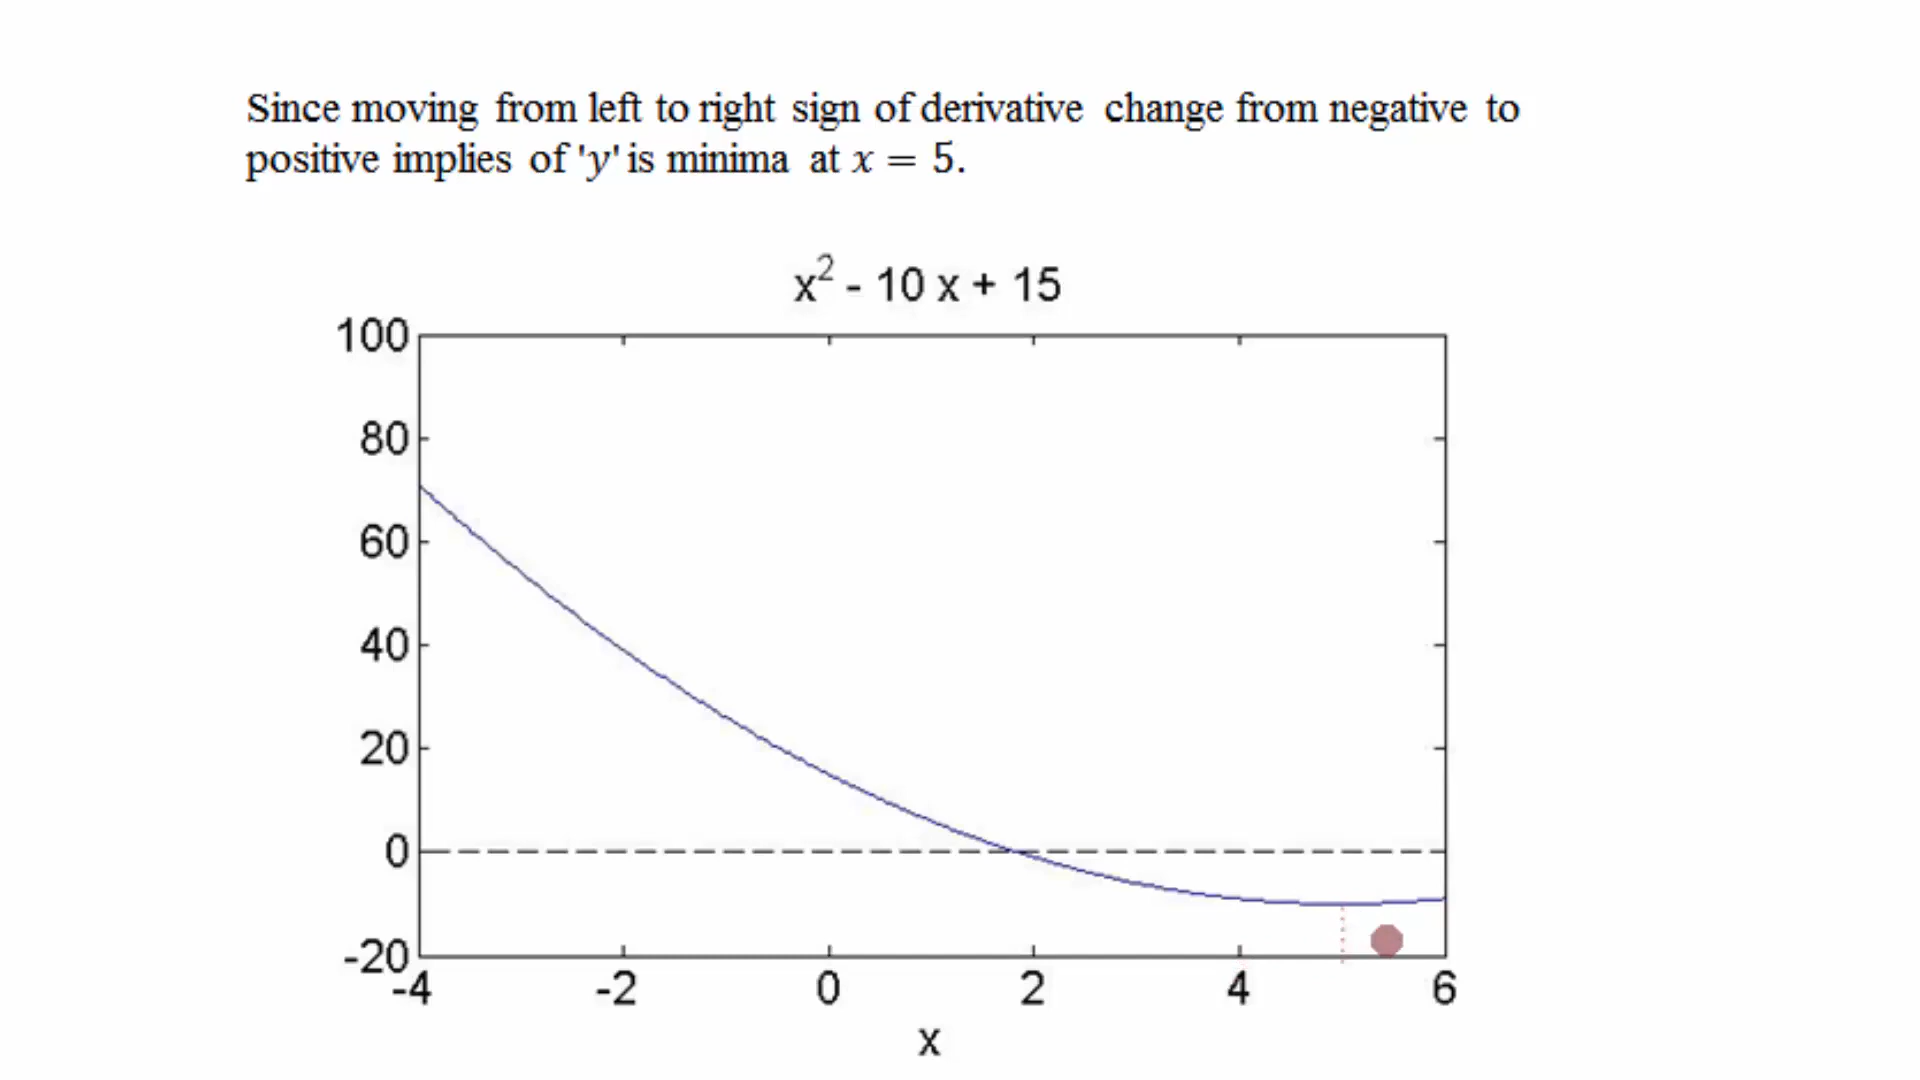 Since moving from left to right sign of derivative change from negative to
positive implies of 'y' is minima at x = 5.
x² - 10 x + 15
100
80
60
40
20
0
-20
-4 -2 0 2 4 6
x